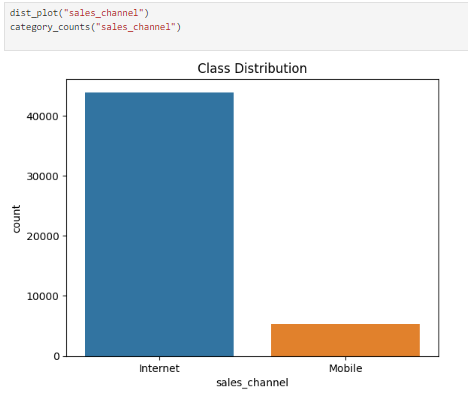 dist_plot("sales_channel")
category_counts("sales_channel")
Class Distribution
40000
30000
20000
10000
0
count
Internet
Mobile
sales_channel